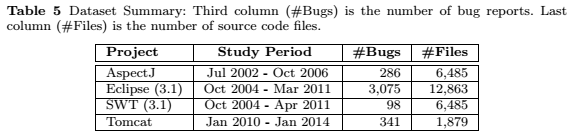 Table 5 Dataset Summary: Third column (#Bugs) is the number of bug reports. Last
column (#Files) is the number of source code files.
Project Study Period #Bugs #Files
AspectJ Jul 2002 - Oct 2006 286 6,485
Eclipse (3.1) Oct 2004 - Mar 2011 3,075 12,863
SWT (3.1) Oct 2004 - Apr 2011 98 6,485
Tomcat Jan 2010 - Jan 2014 341 1,879